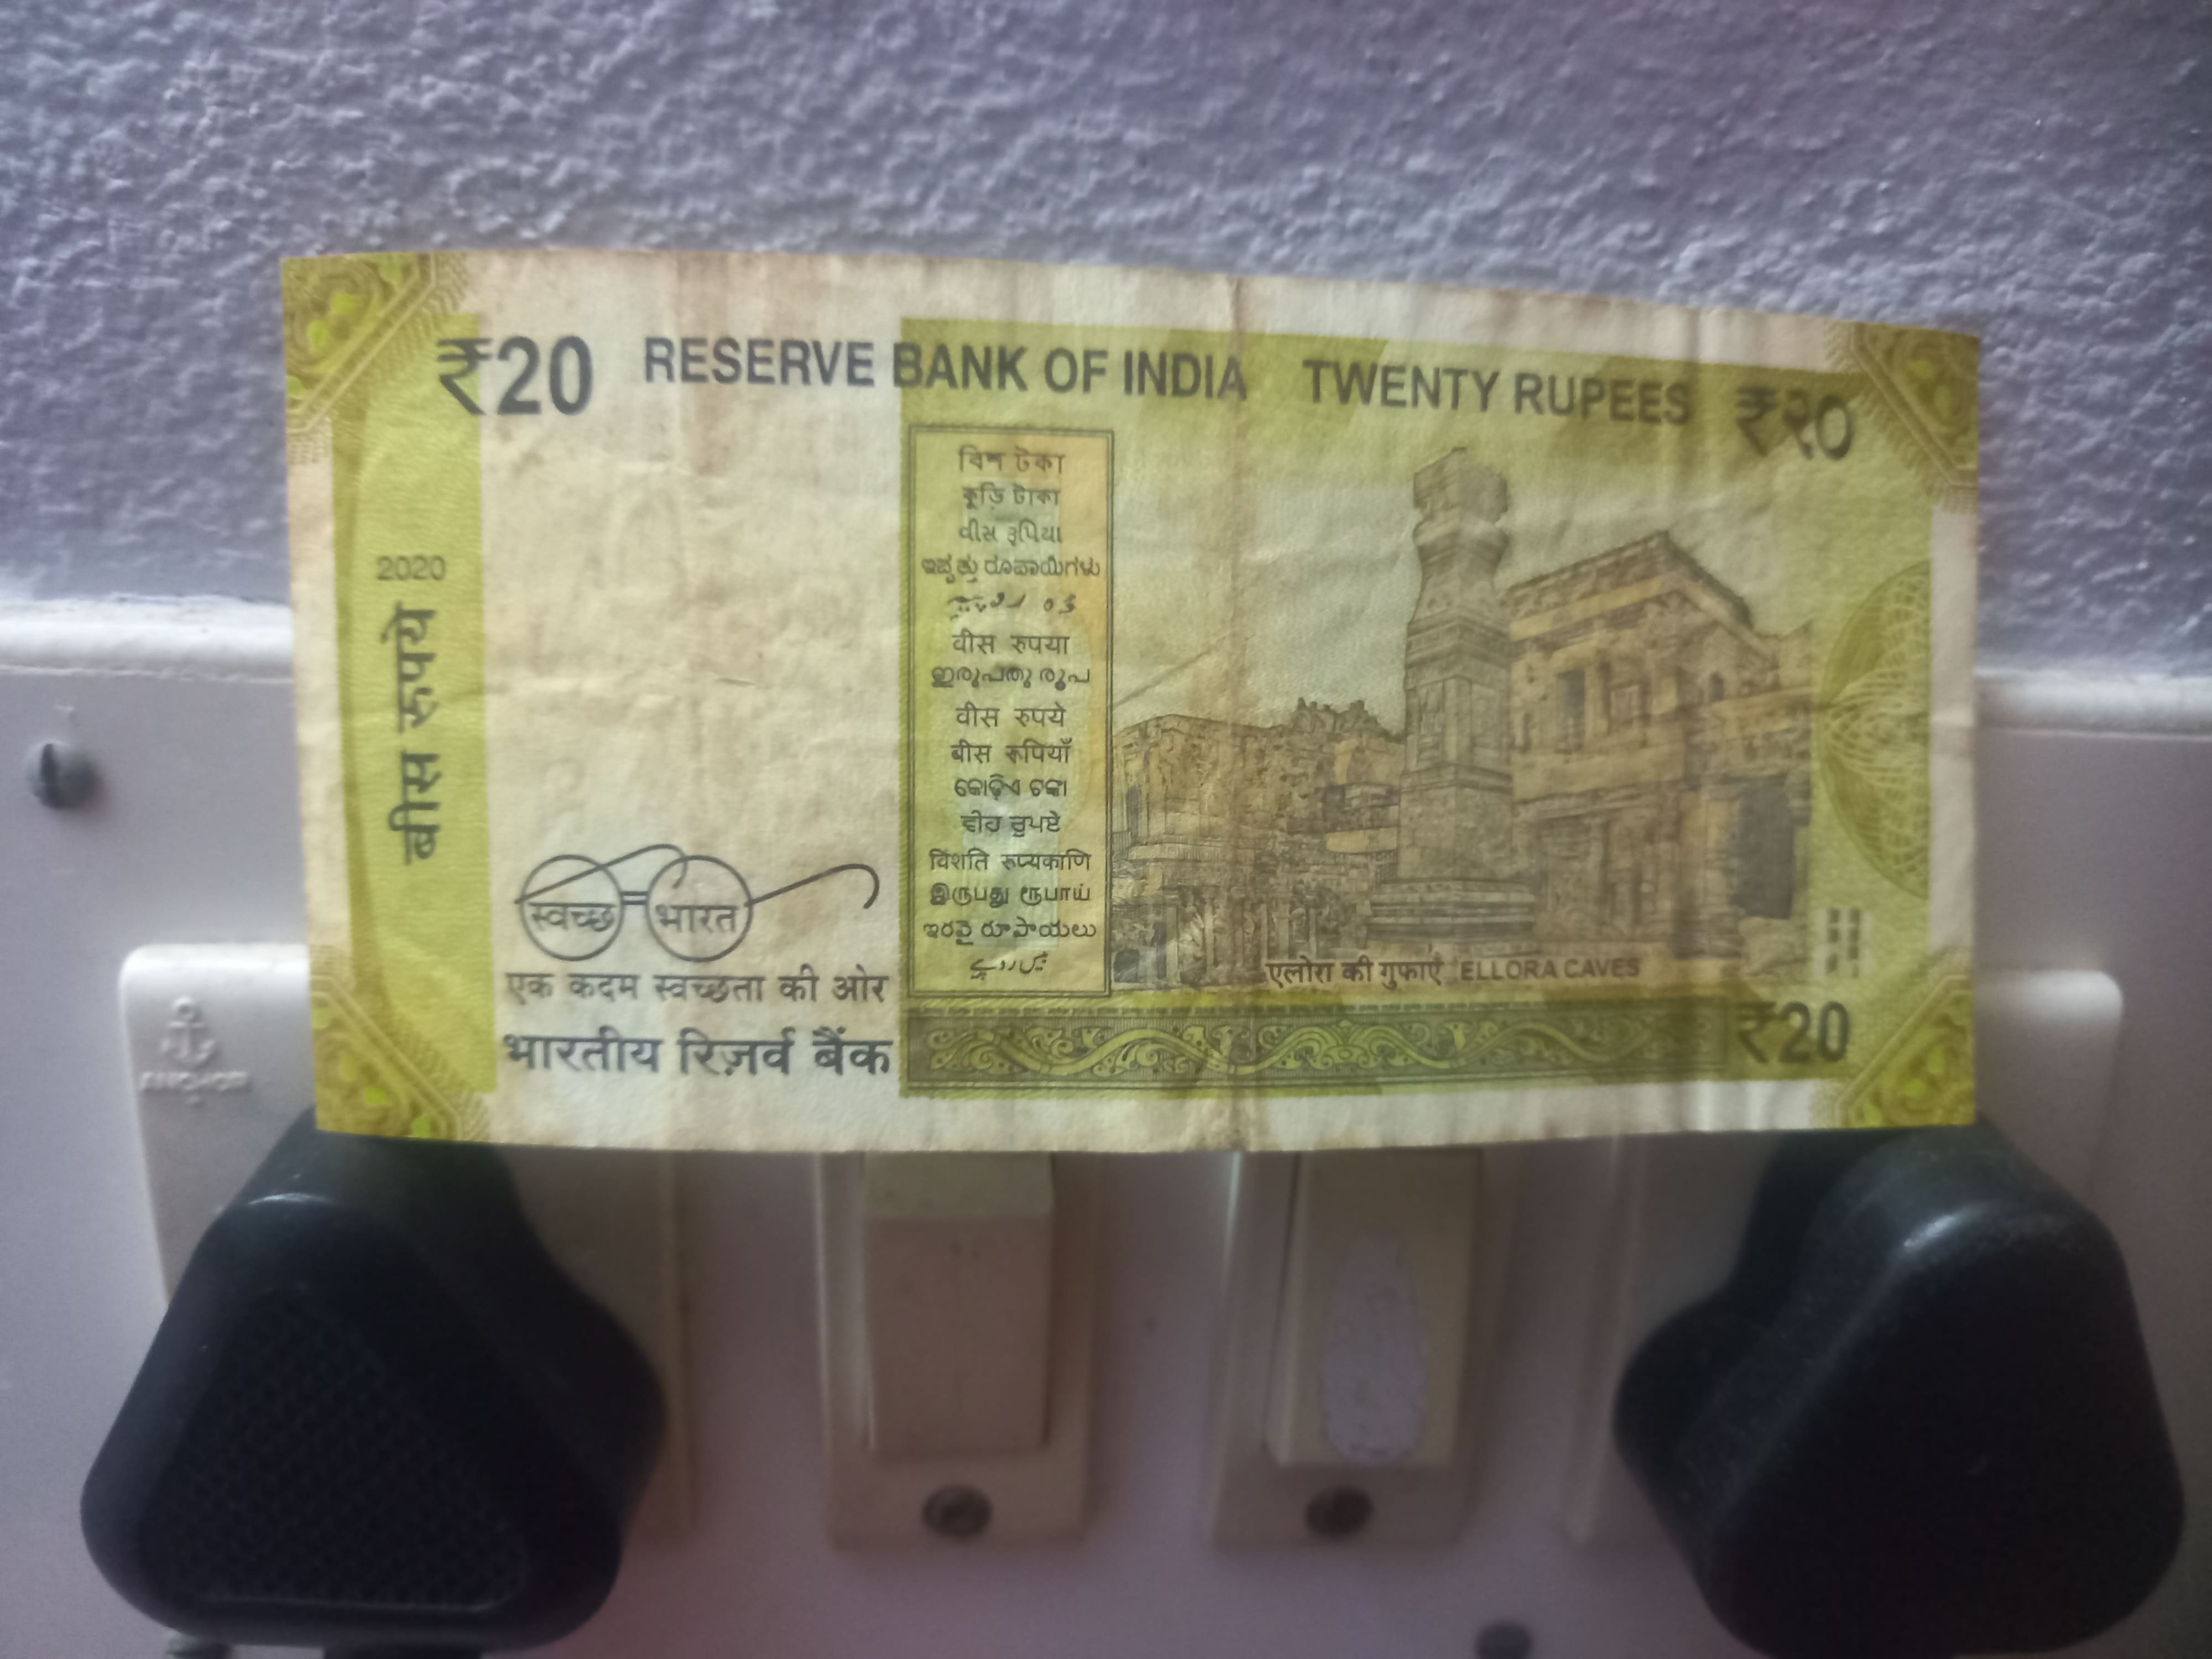 ₹20 RESERVE BANK OF INDIA TWENTY RUPEES ₹२०
2020
बीस रुपये
বিশ টকা
কুড়ি টাকা
વીસ રૂપિયા
ಇಪ್ಪತ್ತು ರೂಪಾಯಿಗಳು
वीस रुपया
ഇരുപതു രൂപ
वीस रुपये
बीस रुपियाँ
କୋଡ଼ିଏ ଟଙ୍କା
ਵੀਹ ਰੁਪਏ
विंशति रूप्यकाणि
இருபது ரூபாய்
ఇరవై రూపాయలు
بیس روپے
स्वच्छ भारत
एक कदम स्वच्छता की ओर
भारतीय रिज़र्व बैंक
एलोरा की गुफाएँ ELLORA CAVES
₹20
ANCHOR